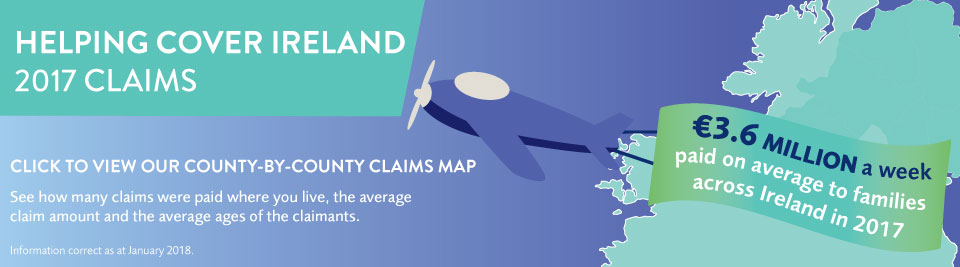 HELPING COVER IRELAND
2017 CLAIMS
CLICK TO VIEW OUR COUNTY-BY-COUNTY CLAIMS MAP
See how many claims were paid where you live, the average
claim amount and the average ages of the claimants.
Information correct as at January 2018.
€3.6 MILLION a week
paid on average to families
across Ireland in 2017